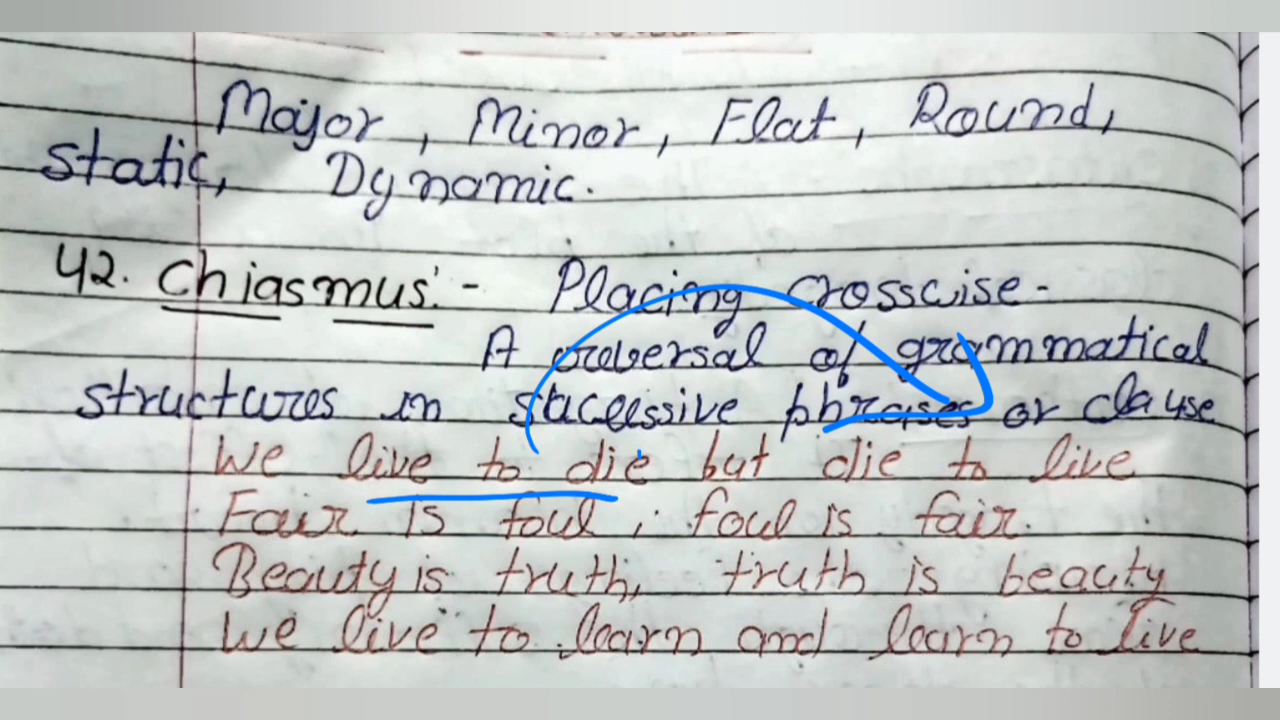 Major, Minor, Flat, Round,
static, Dynamic.
42. Chiasmus:- Placing crosswise-
A reversal of grammatical
structures in successive phrases or clause
We live to die but die to live
Fair is foul, foul is fair.
Beauty is truth, truth is beauty
We live to learn and learn to live